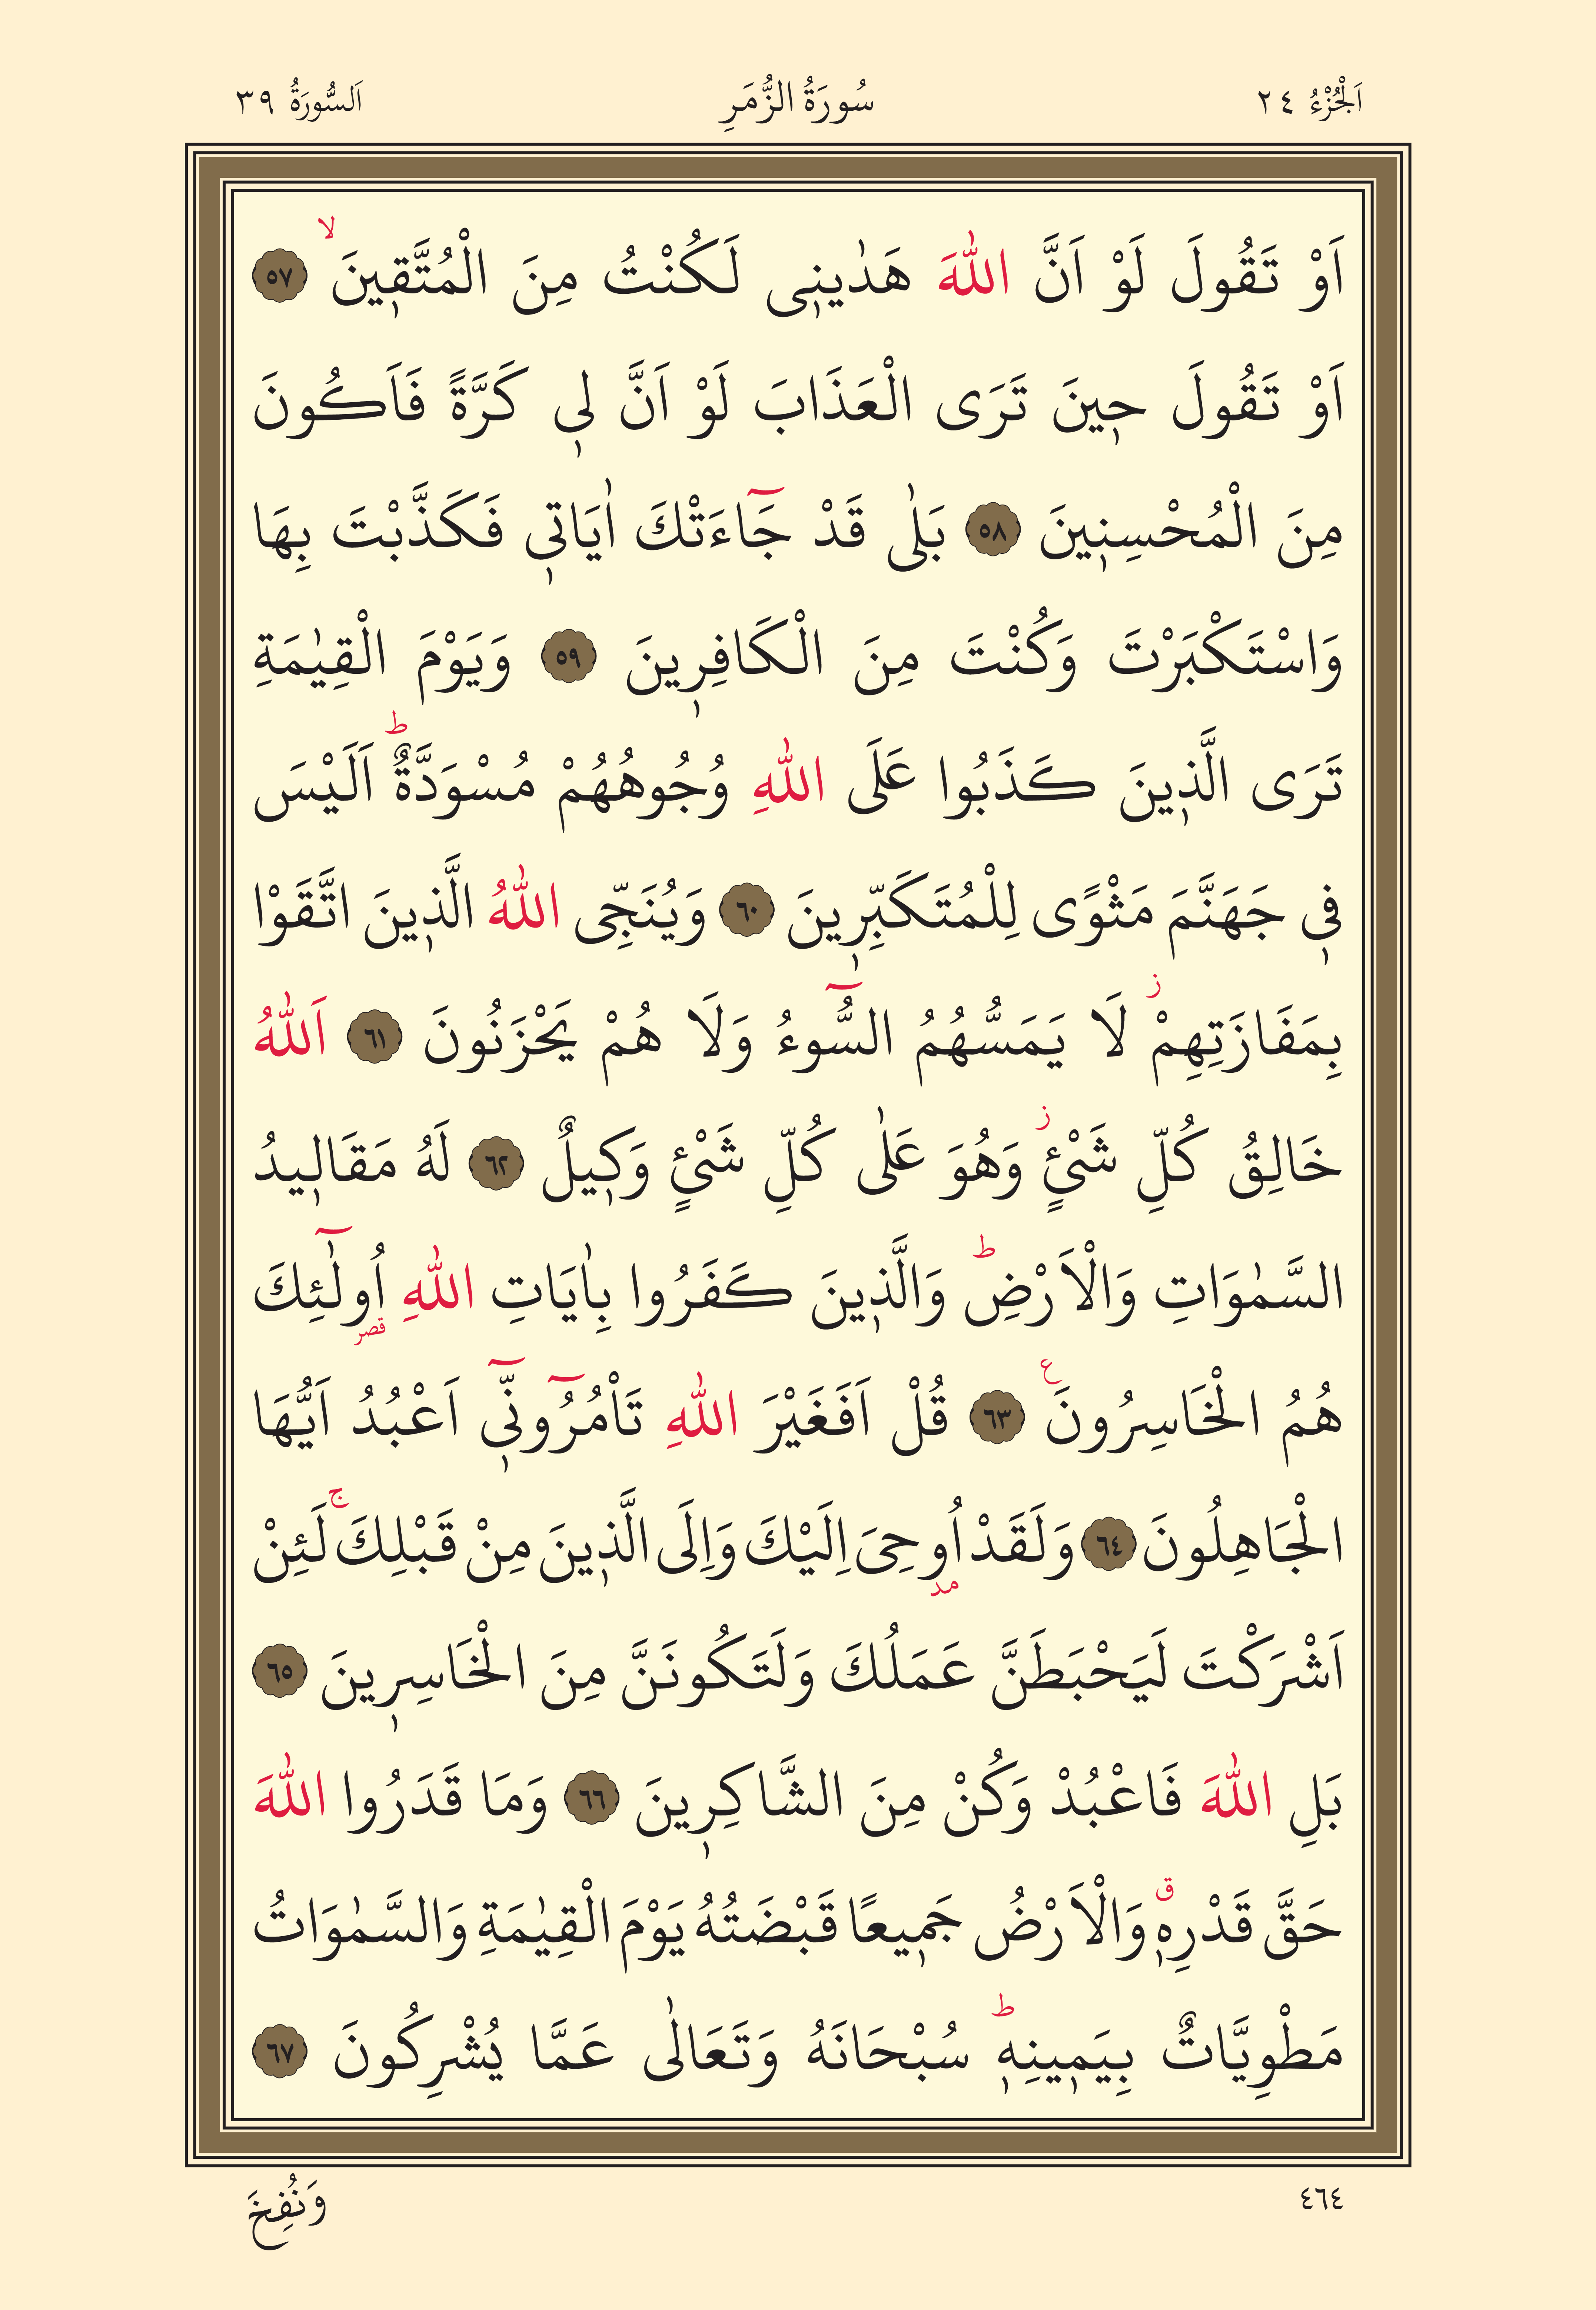 اَلْجُزْءُ ٢٤ سُورَةُ الزُّمَرِ اَلسُّورَةُ ٣٩
اَوْ تَقُولَ لَوْ اَنَّ اللّٰهَ هَدٰينٖى لَكُنْتُ مِنَ الْمُتَّقٖينَۙ ٥٧
اَوْ تَقُولَ حٖينَ تَرَى الْعَذَابَ لَوْ اَنَّ لٖى كَرَّةً فَاَكُونَ
مِنَ الْمُحْسِنٖينَ ٥٨ بَلٰى قَدْ جَٓاءَتْكَ اٰيَاتٖى فَكَذَّبْتَ بِهَا
وَاسْتَكْبَرْتَ وَكُنْتَ مِنَ الْكَافِرٖينَ ٥٩ وَيَوْمَ الْقِيٰمَةِ
تَرَى الَّذٖينَ كَذَبُوا عَلَى اللّٰهِ وُجُوهُهُمْ مُسْوَدَّةٌؕ اَلَيْسَ
فٖى جَهَنَّمَ مَثْوًى لِلْمُتَكَبِّرٖينَ ٦٠ وَيُنَجِّى اللّٰهُ الَّذٖينَ اتَّقَوْا
بِمَفَازَتِهِمْؗ لَا يَمَسُّهُمُ السُّٓوءُ وَلَا هُمْ يَحْزَنُونَ ٦١ اَللّٰهُ
خَالِقُ كُلِّ شَیْءٍؗ وَهُوَ عَلٰى كُلِّ شَیْءٍ وَكٖيلٌ ٦٢ لَهُ مَقَالٖيدُ
السَّمٰوَاتِ وَالْاَرْضِؕ وَالَّذٖينَ كَفَرُوا بِاٰيَاتِ اللّٰهِ اُو۬لٰٓئِكَ
قصر
هُمُ الْخَاسِرُونَࣖ ٦٣ قُلْ اَفَغَيْرَ اللّٰهِ تَاْمُرُٓونّٖٓى اَعْبُدُ اَيُّهَا
الْجَاهِلُونَ ٦٤ وَلَقَدْ اُوحِىَ اِلَيْكَ وَاِلَى الَّذٖينَ مِنْ قَبْلِكَۚ لَئِنْ
مد
اَشْرَكْتَ لَيَحْبَطَنَّ عَمَلُكَ وَلَتَكُونَنَّ مِنَ الْخَاسِرٖينَ ٦٥
بَلِ اللّٰهَ فَاعْبُدْ وَكُنْ مِنَ الشَّاكِرٖينَ ٦٦ وَمَا قَدَرُوا اللّٰهَ
حَقَّ قَدْرِهٖࣗ وَالْاَرْضُ جَمٖيعًا قَبْضَتُهُ يَوْمَ الْقِيٰمَةِ وَالسَّمٰوَاتُ
مَطْوِيَّاتٌ بِيَمٖينِهٖؕ سُبْحَانَهُ وَتَعَالٰى عَمَّا يُشْرِكُونَ ٦٧
٤٦٤ وَنُفِخَ